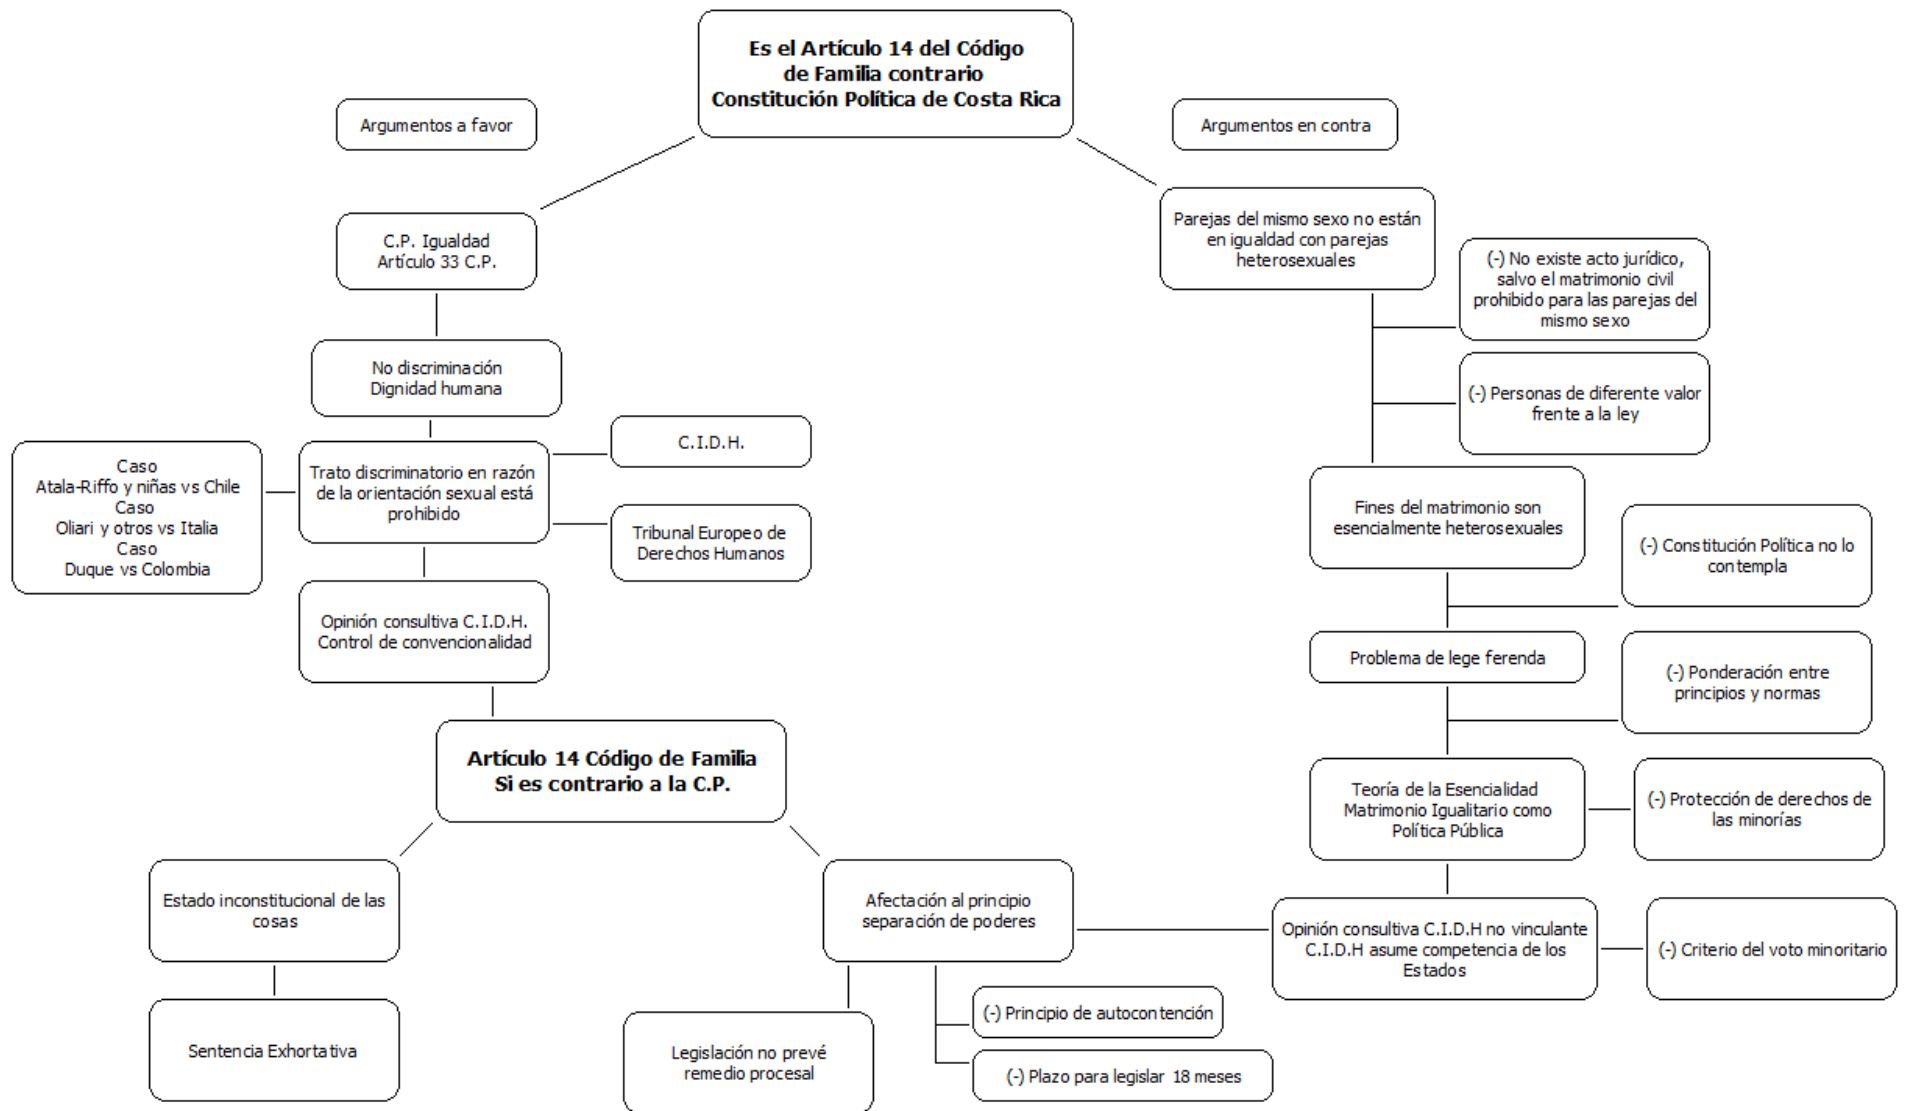 Es el Artículo 14 del Código
de Familia contrario
Constitución Política de Costa Rica
Argumentos a favor
Argumentos en contra
C.P. Igualdad
Artículo 33 C.P.
Parejas del mismo sexo no están
en igualdad con parejas
heterosexuales
(-) No existe acto jurídico,
salvo el matrimonio civil
prohibido para las parejas del
mismo sexo
No discriminación
Dignidad humana
(-) Personas de diferente valor
frente a la ley
C.I.D.H.
Caso
Atala-Riffo y niñas vs Chile
Caso
Oliari y otros vs Italia
Caso
Duque vs Colombia
Trato discriminatorio en razón
de la orientación sexual está
prohibido
Tribunal Europeo de
Derechos Humanos
Fines del matrimonio son
esencialmente heterosexuales
(-) Constitución Política no lo
contempla
Opinión consultiva C.I.D.H.
Control de convencionalidad
Problema de lege ferenda
(-) Ponderación entre
principios y normas
Artículo 14 Código de Familia
Si es contrario a la C.P.
Teoría de la Esencialidad
Matrimonio Igualitario como
Política Pública
(-) Protección de derechos de
las minorías
Estado inconstitucional de las
cosas
Afectación al principio
separación de poderes
Opinión consultiva C.I.D.H no vinculante
C.I.D.H asume competencia de los
Estados
(-) Criterio del voto minoritario
Sentencia Exhortativa
Legislación no prevé
remedio procesal
(-) Principio de autocontención
(-) Plazo para legislar 18 meses